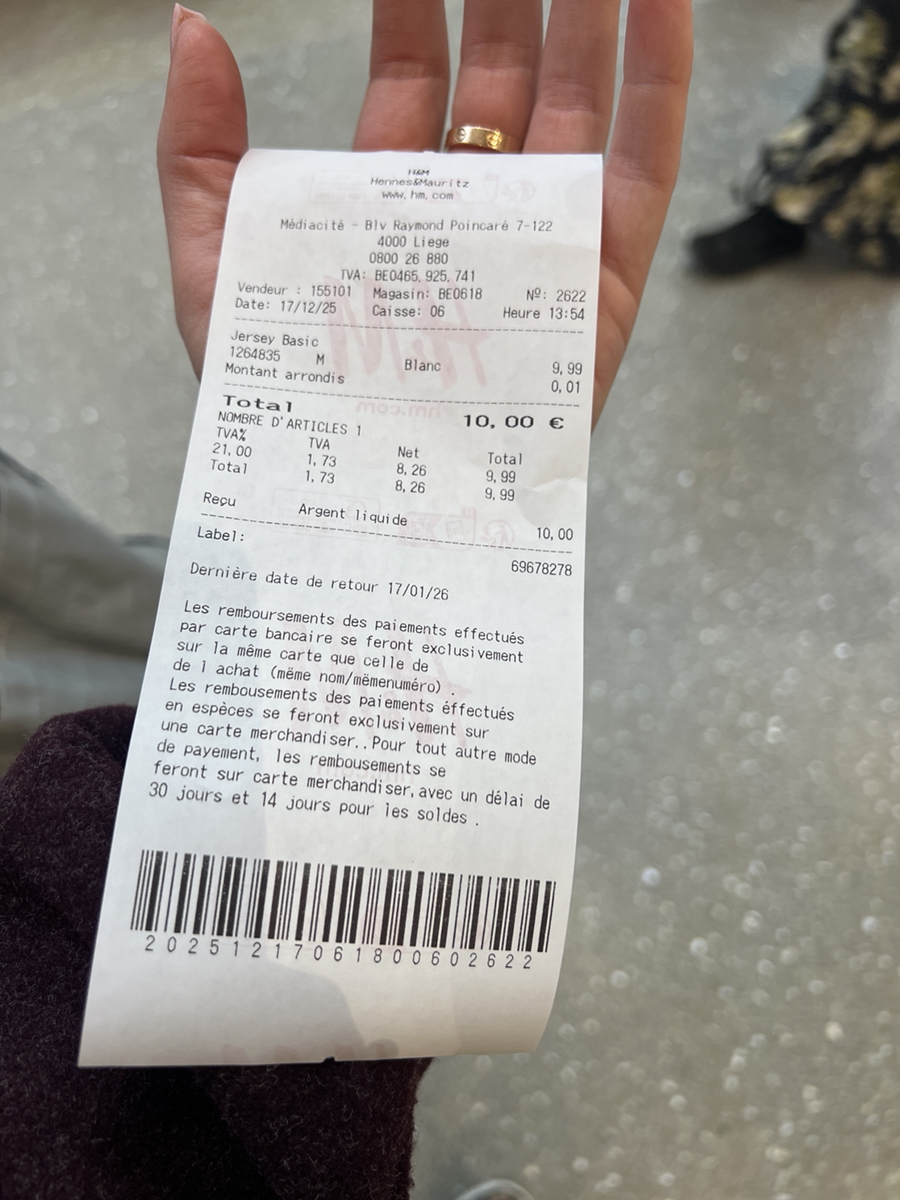 H&M
Hennes&Mauritz
www.hm.com
Médiacité - Blv Raymond Poincaré 7-122
4000 Liege
0800 26 880
TVA: BE0465.925.741
Vendeur : 155101 Magasin: BE0618 Nº: 2622
Date: 17/12/25 Caisse: 06 Heure 13:54
Jersey Basic
1264835 M Blanc 9,99
Montant arrondis 0,01
Total 10,00 €
NOMBRE D'ARTICLES 1
TVA% TVA Net Total
21,00 1,73 8,26 9,99
Total 1,73 8,26 9,99
Reçu Argent liquide 10,00
Label: 69678278
Dernière date de retour 17/01/26
Les remboursements des paiements effectués
par carte bancaire se feront exclusivement
sur la même carte que celle de
de l achat (même nom/mêmenuméro) .
Les rembousements des paiements éffectués
en espèces se feront exclusivement sur
une carte merchandiser..Pour tout autre mode
de payement, les rembousements se
feront sur carte merchandiser,avec un délai de
30 jours et 14 jours pour les soldes .
20251217061800602622